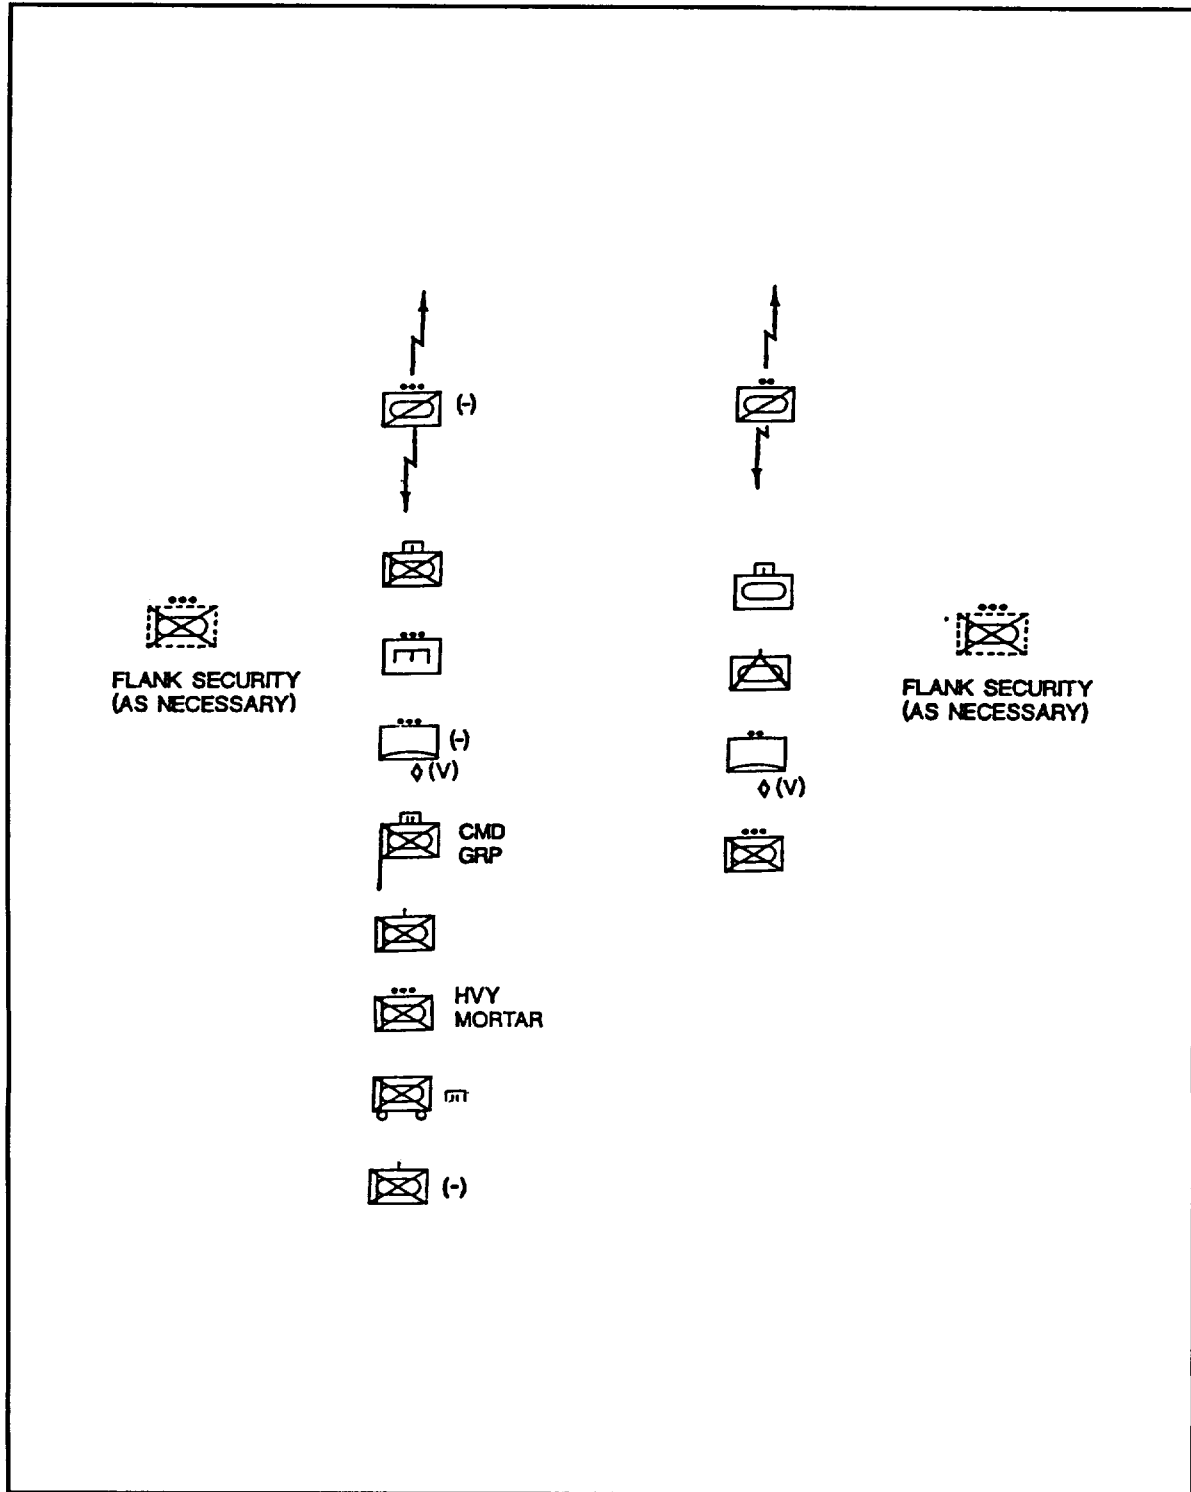 (-)
FLANK SECURITY
(AS NECESSARY)
FLANK SECURITY
(AS NECESSARY)
(-)
(V)
(V)
CMD
GRP
HVY
MORTAR
(-)